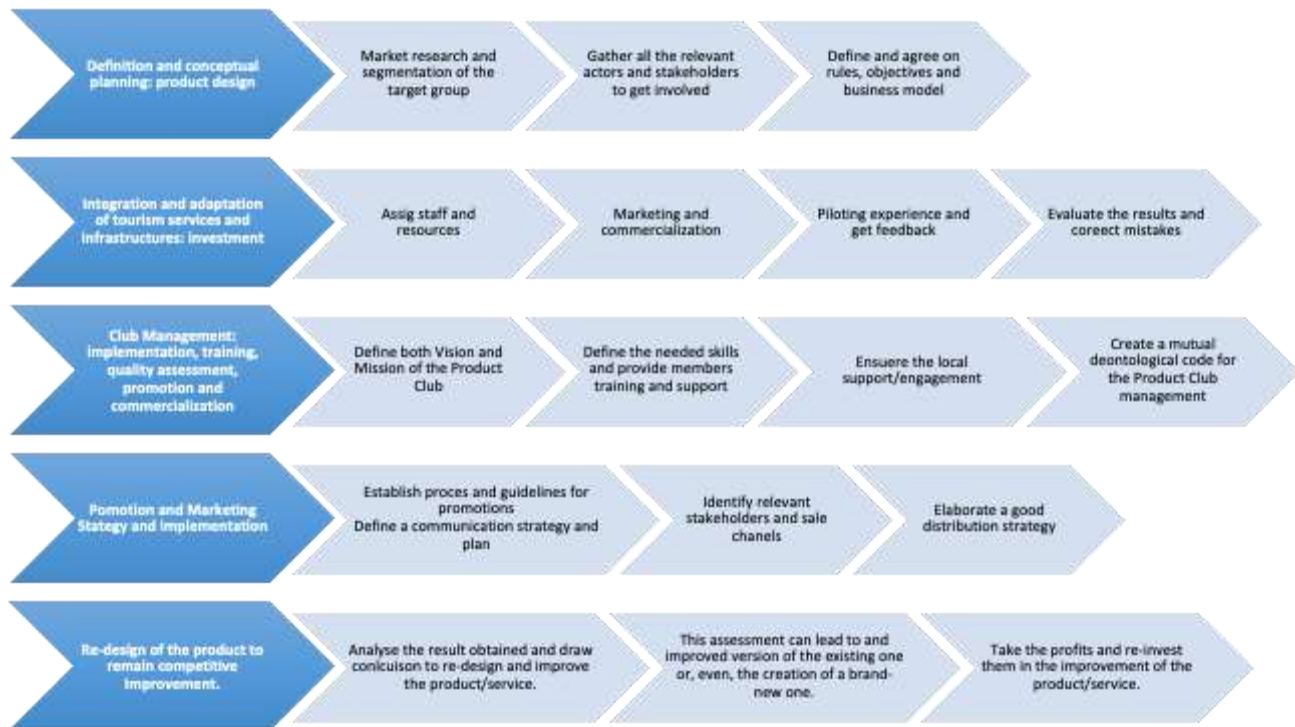 Definition and conceptual
planning: product design
Market research and
segmentation of the
target group
Gather all the relevant
actors and stakeholders
to get involved
Define and agree on
rules, objectives and
business model
Integration and adaptation
of tourism services and
infrastructures: investment
Assig staff and
resources
Marketing and
commercialization
Piloting experience and
get feedback
Evaluate the results and
coreect mistakes
Club Management:
implementation, training,
quality assessment,
promotion and
commercialization
Define both Vision and
Mission of the Product
Club
Define the needed skills
and provide members
training and support
Ensuere the local
support/engagement
Create a mutual
deontological code for
the Product Club
management
Pomotion and Marketing
Stategy and implementation
Establish proces and guidelines for
promotions
Define a communication strategy and
plan
Identify relevant
stakeholders and sale
chanels
Elaborate a good
distribution strategy
Re-design of the product to
remain competitive
improvement.
Analyse the result obtained and draw
conlcuison to re-design and improve
the product/service.
This assessment can lead to and
improved version of the existing one
or, even, the creation of a brand-
new one.
Take the profits and re-invest
them in the improvement of the
product/service.